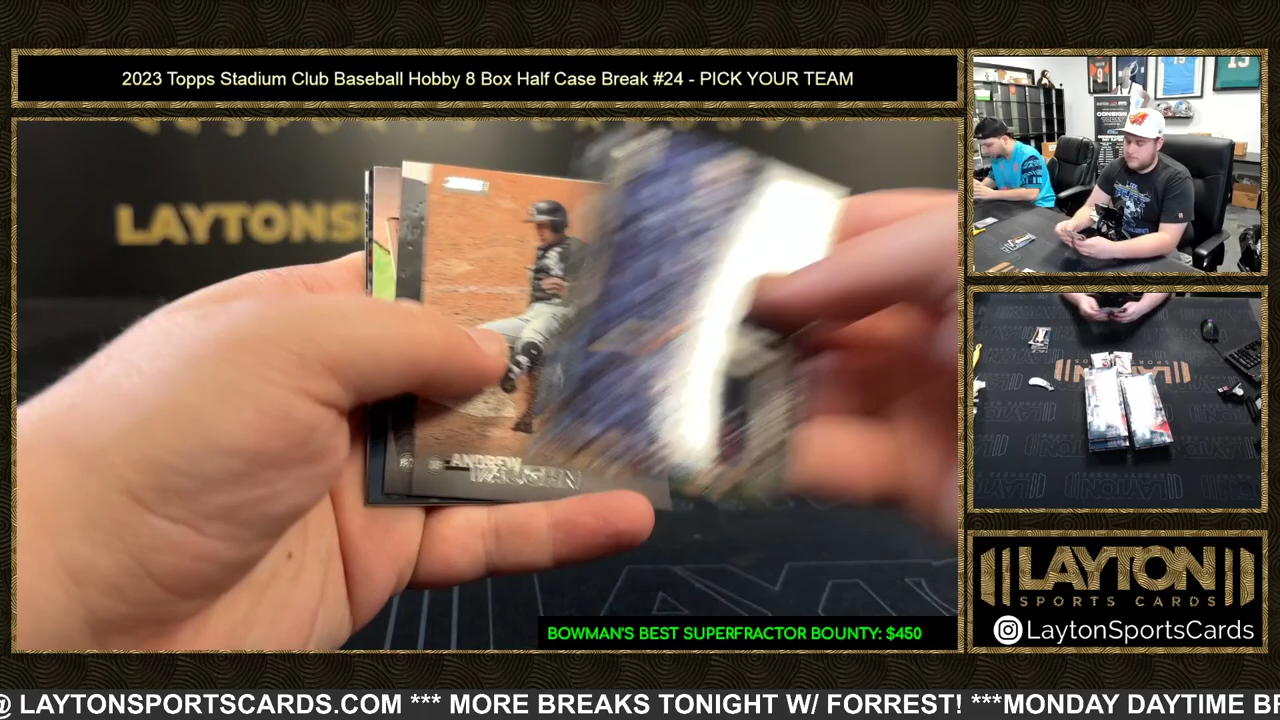 2023 Topps Stadium Club Baseball Hobby 8 Box Half Case Break #24 - PICK YOUR TEAM
LAYTONS
ANDREW
VAUGHN
BOWMAN'S BEST SUPERFRACTOR BOUNTY: $450
LAYTON
SPORTS CARDS
LaytonSportsCards
@ LAYTONSPORTSCARDS.COM *** MORE BREAKS TONIGHT W/ FORREST! ***MONDAY DAYTIME BR